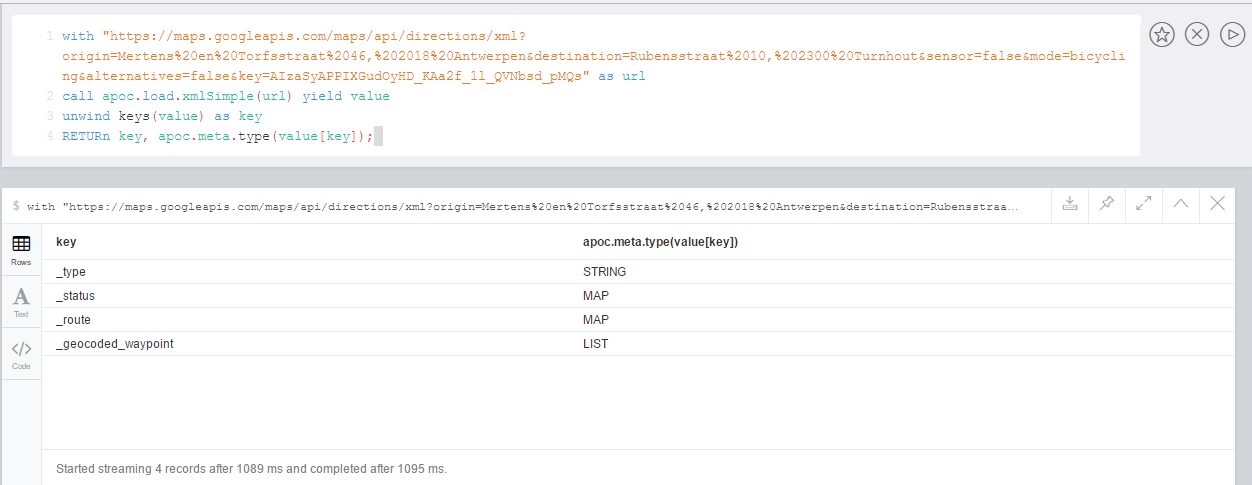 1 with "https://maps.googleapis.com/maps/api/directions/xml?
origin=Mertens%20en%20Torfsstraat%2046,%202018%20Antwerpen&destination=Rubensstraat%2010,%202300%20Turnhout&sensor=false&mode=bicycli
ng&alternatives=false&key=AIzaSyAPPIXGudOyHD_KAa2f_1l_QVNbsd_pMQs" as url
2 call apoc.load.xmlSimple(url) yield value
3 unwind keys(value) as key
4 RETURn key, apoc.meta.type(value[key]);
$ with "https://maps.googleapis.com/maps/api/directions/xml?origin=Mertens%20en%20Torfsstraat%2046,%202018%20Antwerpen&destination=Rubensstraa...
Rows
A
Text
</>
Code
key apoc.meta.type(value[key])
_type STRING
_status MAP
_route MAP
_geocoded_waypoint LIST
Started streaming 4 records after 1089 ms and completed after 1095 ms.